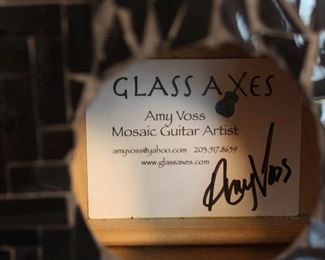 GLASS AXES
Amy Voss
Mosaic Guitar Artist
amyvoss@yahoo.com 203.517.8659
www.glassaxes.com
Amy Voss